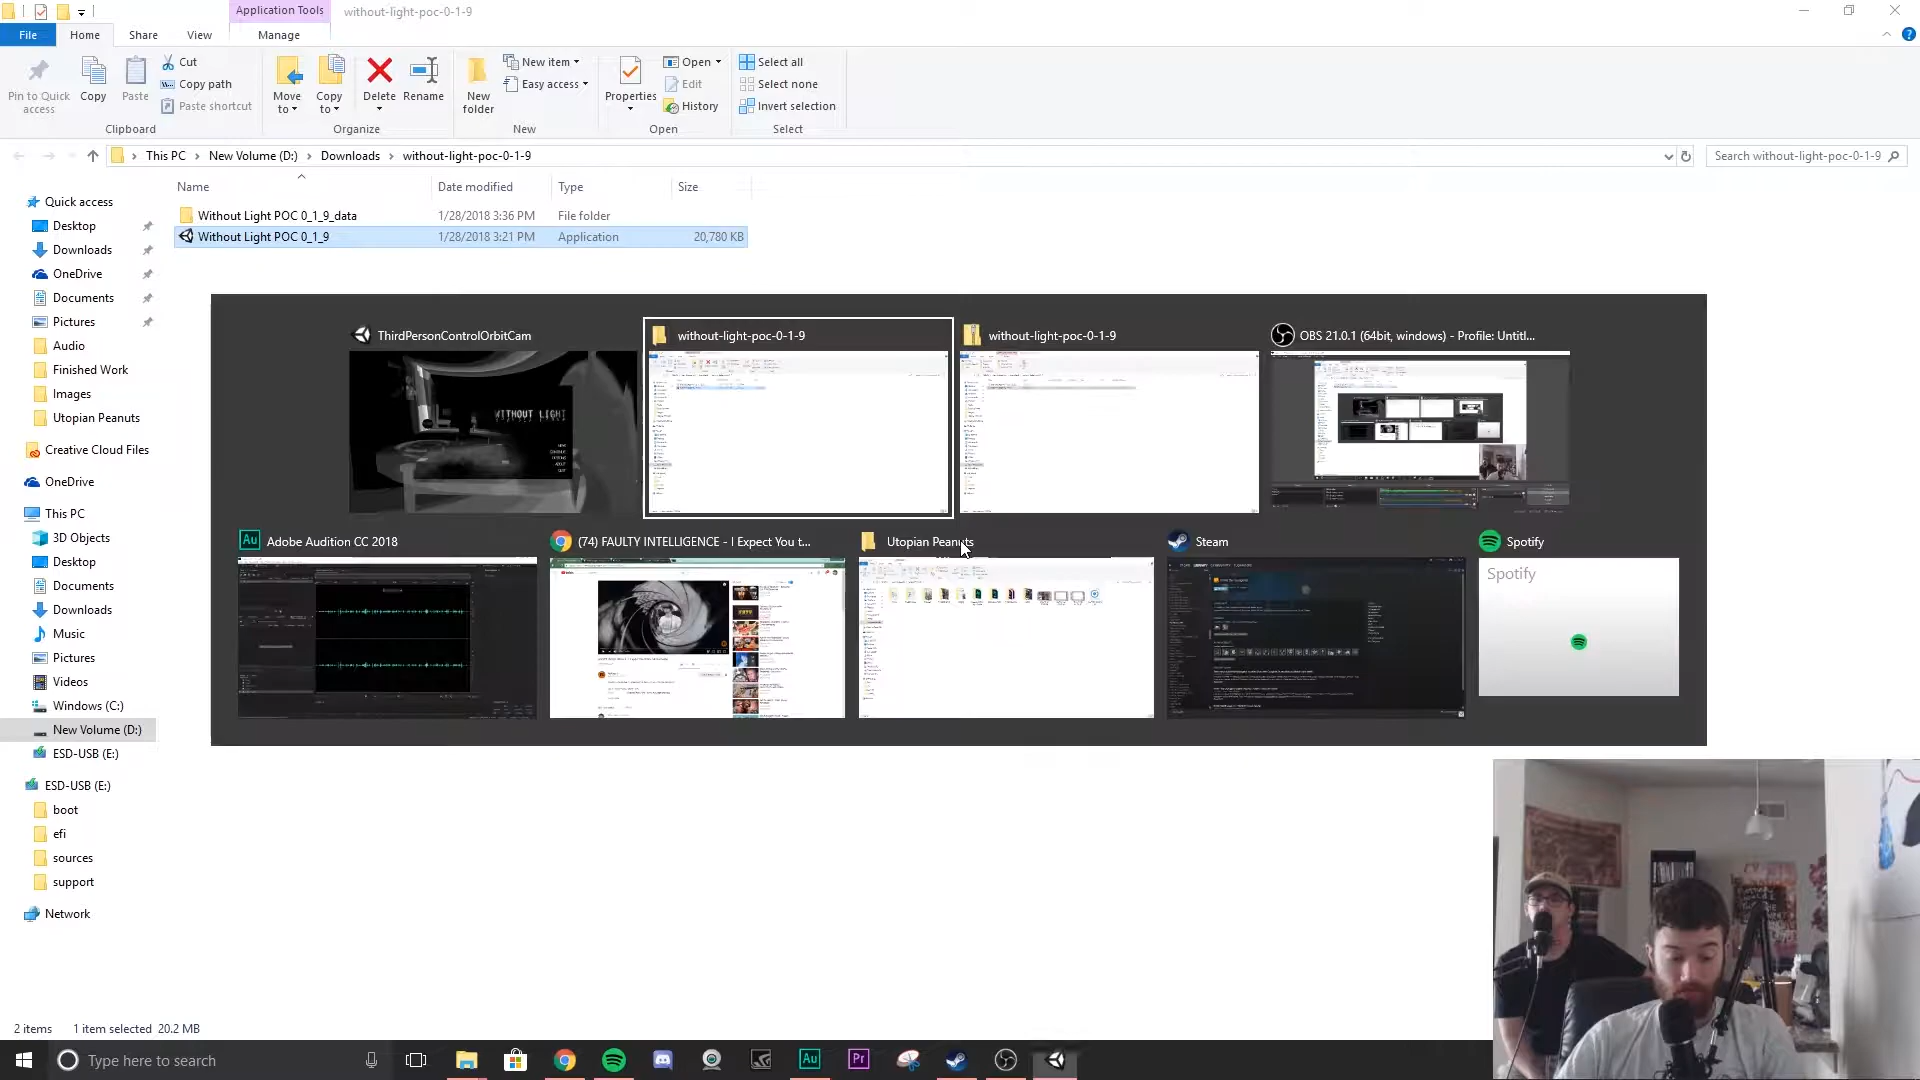 Application Tools
without-light-poc-0-1-9
File
Home
Share
View
Manage
Pin to Quick access
Copy
Paste
Cut
Copy path
Paste shortcut
Clipboard
Move to
Copy to
Delete
Rename
Organize
New folder
New item
Easy access
New
Properties
Open
Edit
History
Open
Select all
Select none
Invert selection
Select
This PC
New Volume (D:)
Downloads
without-light-poc-0-1-9
Search without-light-poc-0-1-9
Name
Date modified
Type
Size
Without Light POC 0_1_9_data
1/28/2018 3:36 PM
File folder
Without Light POC 0_1_9
1/28/2018 3:21 PM
Application
20,780 KB
Quick access
Desktop
Downloads
OneDrive
Documents
Pictures
Audio
Finished Work
Images
Utopian Peanuts
Creative Cloud Files
OneDrive
This PC
3D Objects
Desktop
Documents
Downloads
Music
Pictures
Videos
Windows (C:)
New Volume (D:)
ESD-USB (E:)
ESD-USB (E:)
boot
efi
sources
support
Network
ThirdPersonControlOrbitCam
WITHOUT LIGHT
without-light-poc-0-1-9
without-light-poc-0-1-9
OBS 21.0.1 (64bit, windows) - Profile: Untitl...
Adobe Audition CC 2018
(74) FAULTY INTELLIGENCE - I Expect You t...
Utopian Peanuts
Steam
Spotify
Spotify
2 items
1 item selected 20.2 MB
Type here to search
Au
Pr